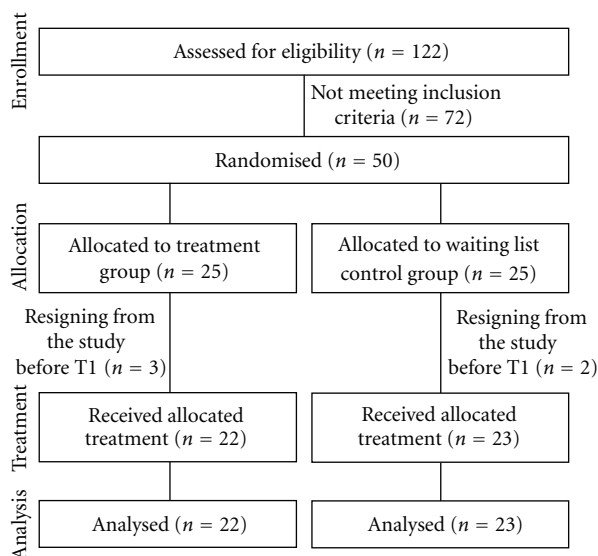 Enrollment
Assessed for eligibility (n = 122)
Not meeting inclusion
criteria (n = 72)
Randomised (n = 50)
Allocation
Allocated to treatment
group (n = 25)
Allocated to waiting list
control group (n = 25)
Resigning from
the study
before T1 (n = 3)
Resigning from
the study
before T1 (n = 2)
Treatment
Received allocated
treatment (n = 22)
Received allocated
treatment (n = 23)
Analysis
Analysed (n = 22)
Analysed (n = 23)